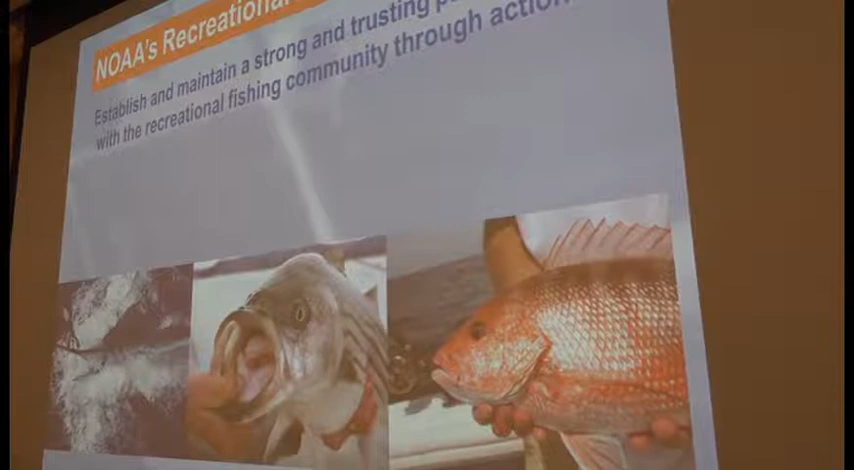 NOAA's Recreational
Establish and maintain a strong and trusting
with the recreational fishing community through action